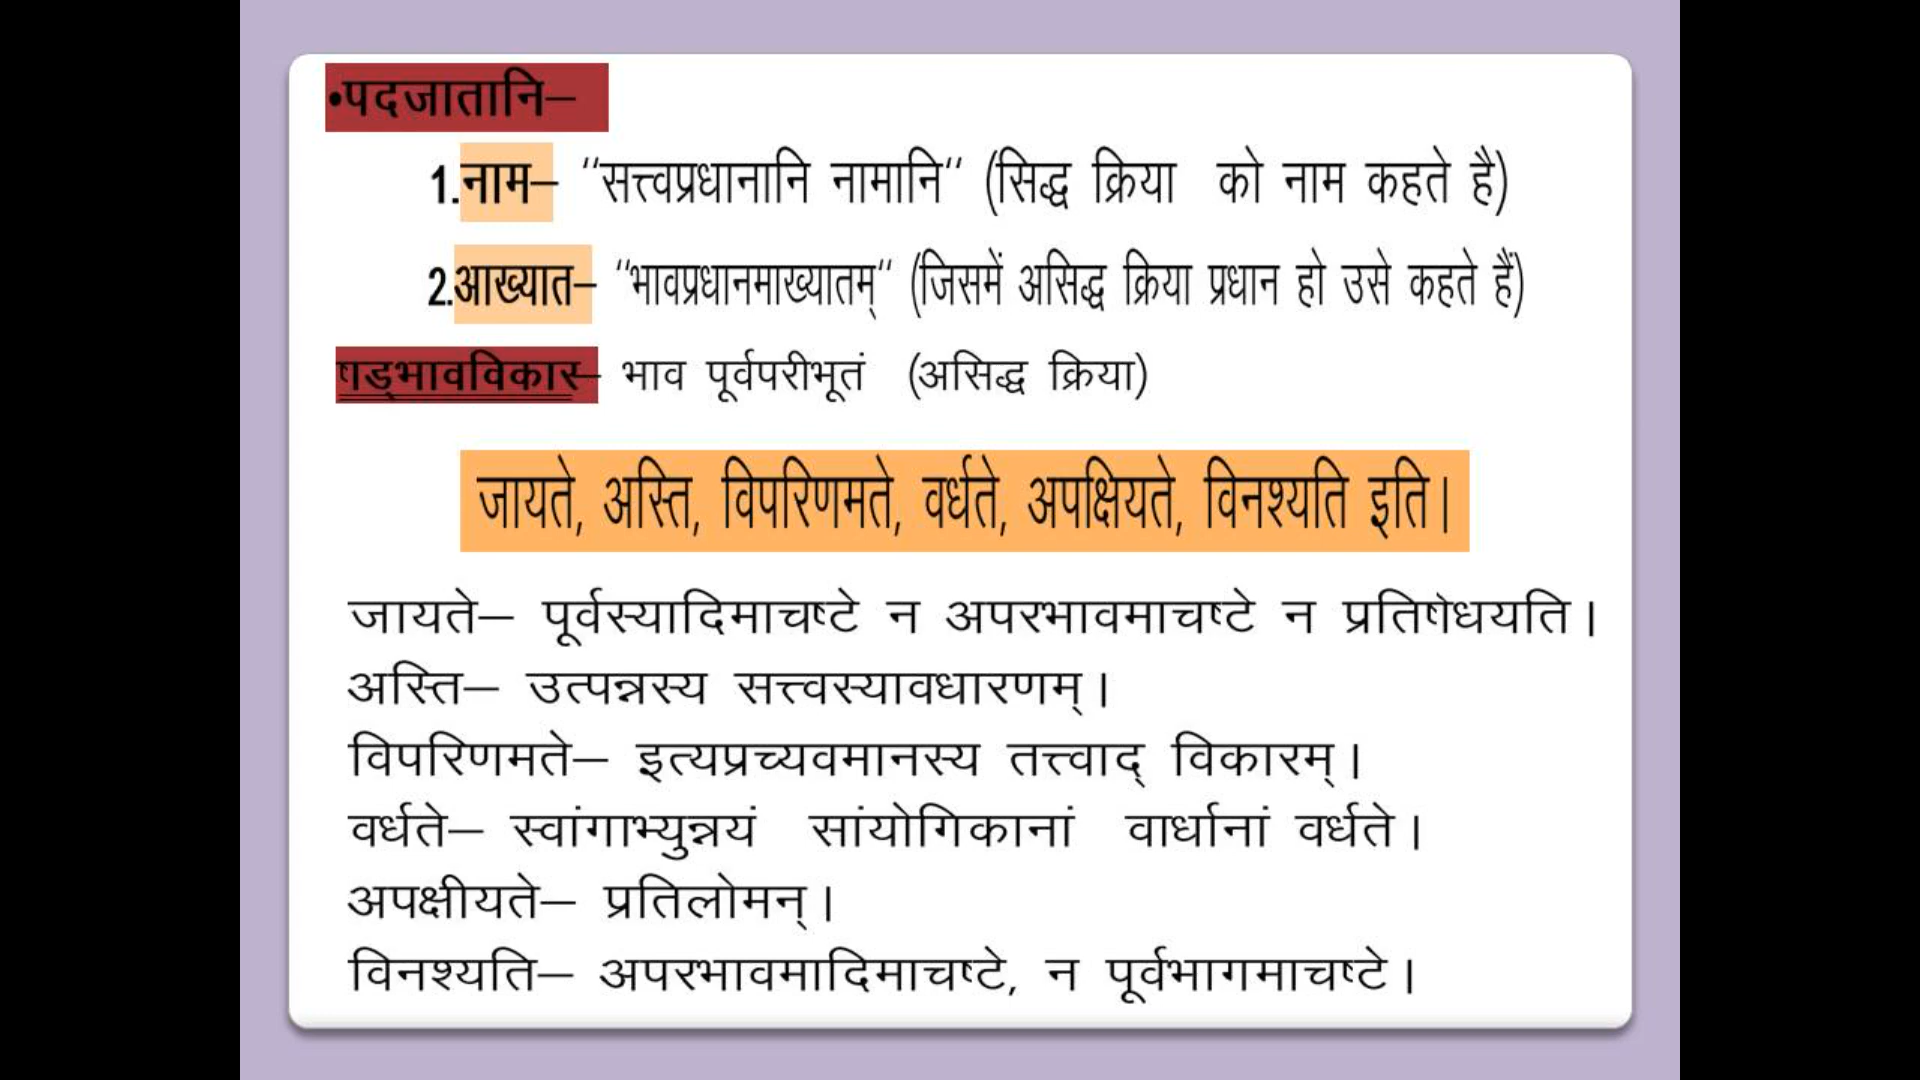 •पदजातानि–
1.नाम– “सत्त्वप्रधानानि नामानि“ (सिद्ध क्रिया को नाम कहते है)
2.आख्यात– “भावप्रधानमाख्यातम्“ (जिसमें असिद्ध क्रिया प्रधान हो उसे कहते हैं)
षड्भावविकार– भाव पूर्वपरीभूतं (असिद्ध क्रिया)
जायते, अस्ति, विपरिणमते, वर्धते, अपक्षियते, विनश्यति इति।
जायते– पूर्वस्यादिमाचष्टे न अपरभावमाचष्टे न प्रतिषेधयति।
अस्ति– उत्पन्नस्य सत्त्वस्यावधारणम्।
विपरिणमते– इत्यप्रच्यवमानस्य तत्त्वाद् विकारम्।
वर्धते– स्वांगाभ्युन्नयं सांयोगिकानां वार्धानां वर्धते।
अपक्षीयते– प्रतिलोमन्।
विनश्यति– अपरभावमादिमाचष्टे, न पूर्वभागमाचष्टे।